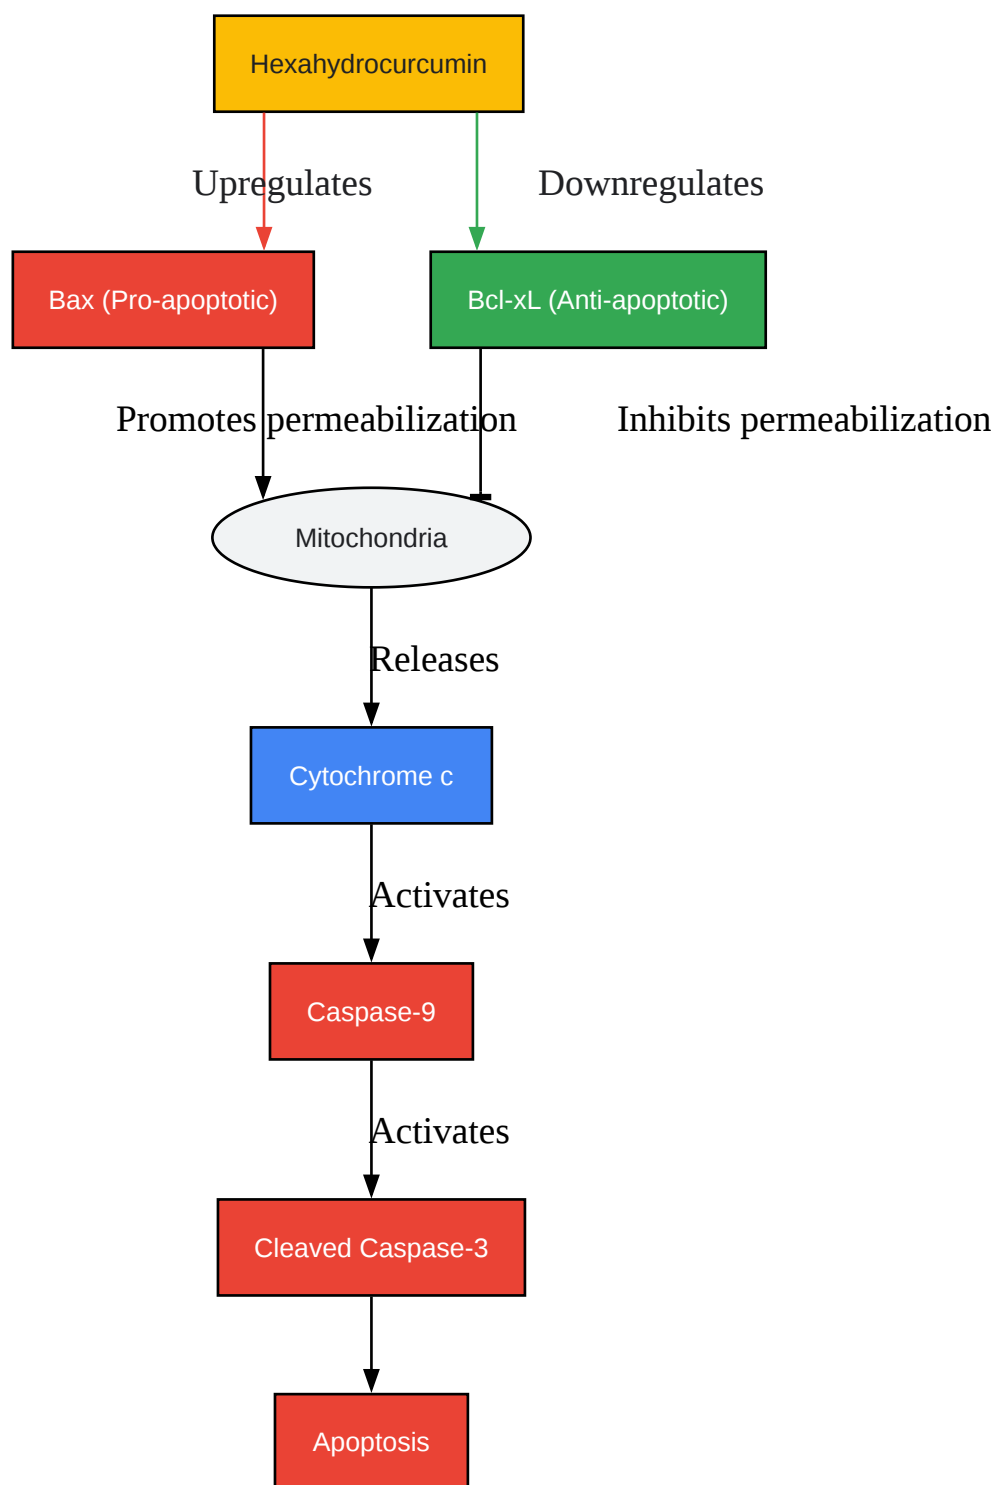 Hexahydrocurcumin
Upregulates
Downregulates
Bax (Pro-apoptotic)
Bcl-xL (Anti-apoptotic)
Promotes permeabilization
Inhibits permeabilization
Mitochondria
Releases
Cytochrome c
Activates
Caspase-9
Activates
Cleaved Caspase-3
Apoptosis